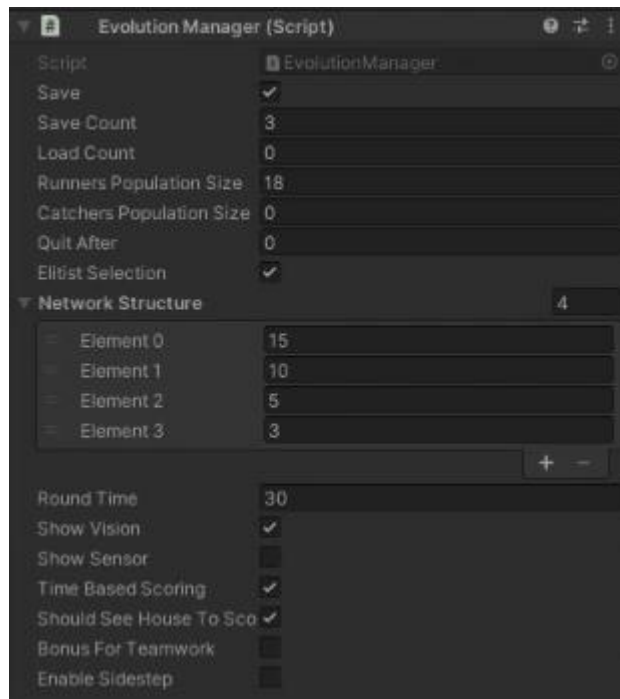 Evolution Manager (Script)
Script EvolutionManager
Save
Save Count 3
Load Count 0
Runners Population Size 18
Catchers Population Size 0
Quit After 0
Elitist Selection
Network Structure 4
Element 0 15
Element 1 10
Element 2 5
Element 3 3
+ -
Round Time 30
Show Vision
Show Sensor
Time Based Scoring
Should See House To Sco
Bonus For Teamwork
Enable Sidestep